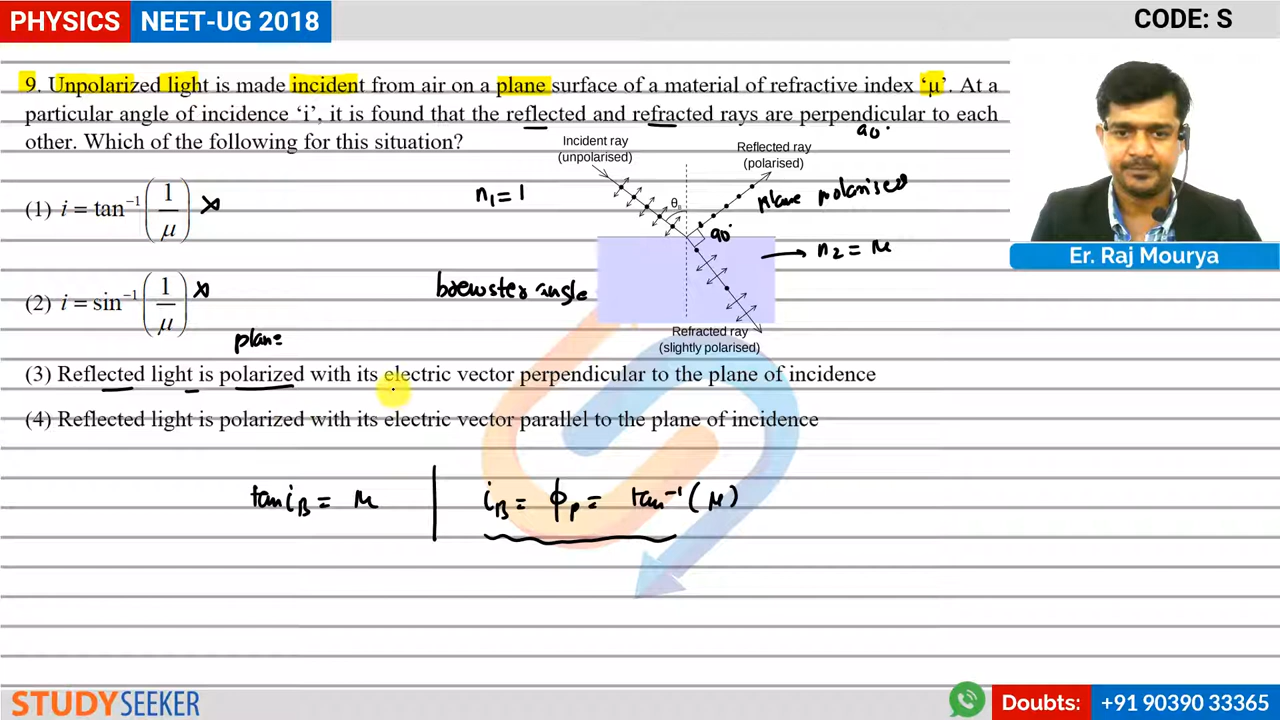 PHYSICS NEET-UG 2018 CODE: S
9. Unpolarized light is made incident from air on a plane surface of a material of refractive index ‘μ’. At a
particular angle of incidence ‘i’, it is found that the reflected and refracted rays are perpendicular to each
other. Which of the following for this situation?
90°
Incident ray
(unpolarised)
Reflected ray
(polarised)
(1) i = tan⁻¹(1/μ) ×
n₁ = 1
plane polarised
θ
90°
n₂ = μ
Er. Raj Mourya
(2) i = sin⁻¹(1/μ) ×
brewster angle
Refracted ray
(slightly polarised)
plane
(3) Reflected light is polarized with its electric vector perpendicular to the plane of incidence
(4) Reflected light is polarized with its electric vector parallel to the plane of incidence
tan i_B = μ | i_B = ϕ_P = tan⁻¹(μ)
STUDY SEEKER
Doubts: +91 90390 33365